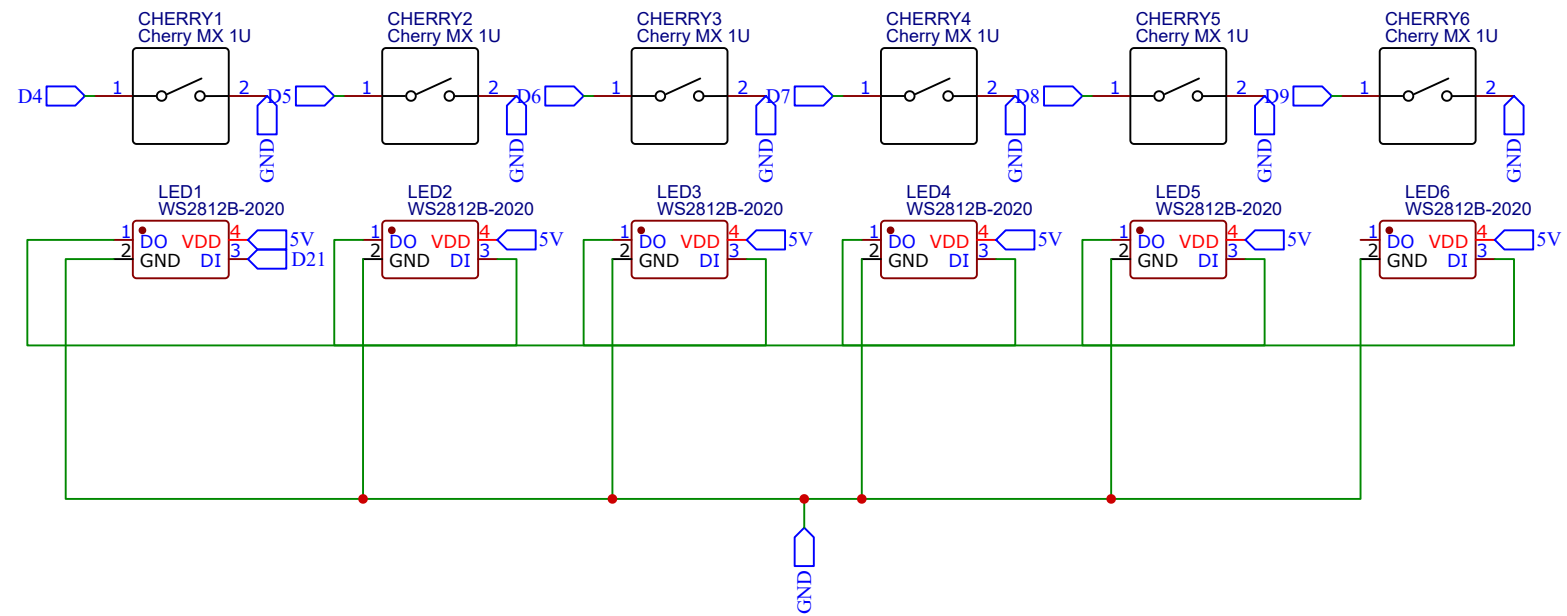 CHERRY1
Cherry MX 1U
CHERRY2
Cherry MX 1U
CHERRY3
Cherry MX 1U
CHERRY4
Cherry MX 1U
CHERRY5
Cherry MX 1U
CHERRY6
Cherry MX 1U
D4 1 2 D5 1 2 D6 1 2 D7 1 2 D8 1 2 D9 1 2
GND GND GND GND GND GND
LED1
WS2812B-2020
LED2
WS2812B-2020
LED3
WS2812B-2020
LED4
WS2812B-2020
LED5
WS2812B-2020
LED6
WS2812B-2020
1 DO VDD 4 5V
2 GND DI 3 D21
1 DO VDD 4 5V
2 GND DI 3
1 DO VDD 4 5V
2 GND DI 3
1 DO VDD 4 5V
2 GND DI 3
1 DO VDD 4 5V
2 GND DI 3
1 DO VDD 4 5V
2 GND DI 3
GND